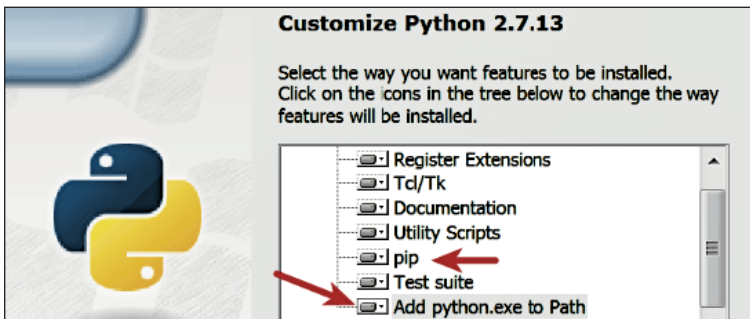 Customize Python 2.7.13
Select the way you want features to be installed.
Click on the icons in the tree below to change the way
features will be installed.
Register Extensions
Tcl/Tk
Documentation
Utility Scripts
pip
Test suite
Add python.exe to Path